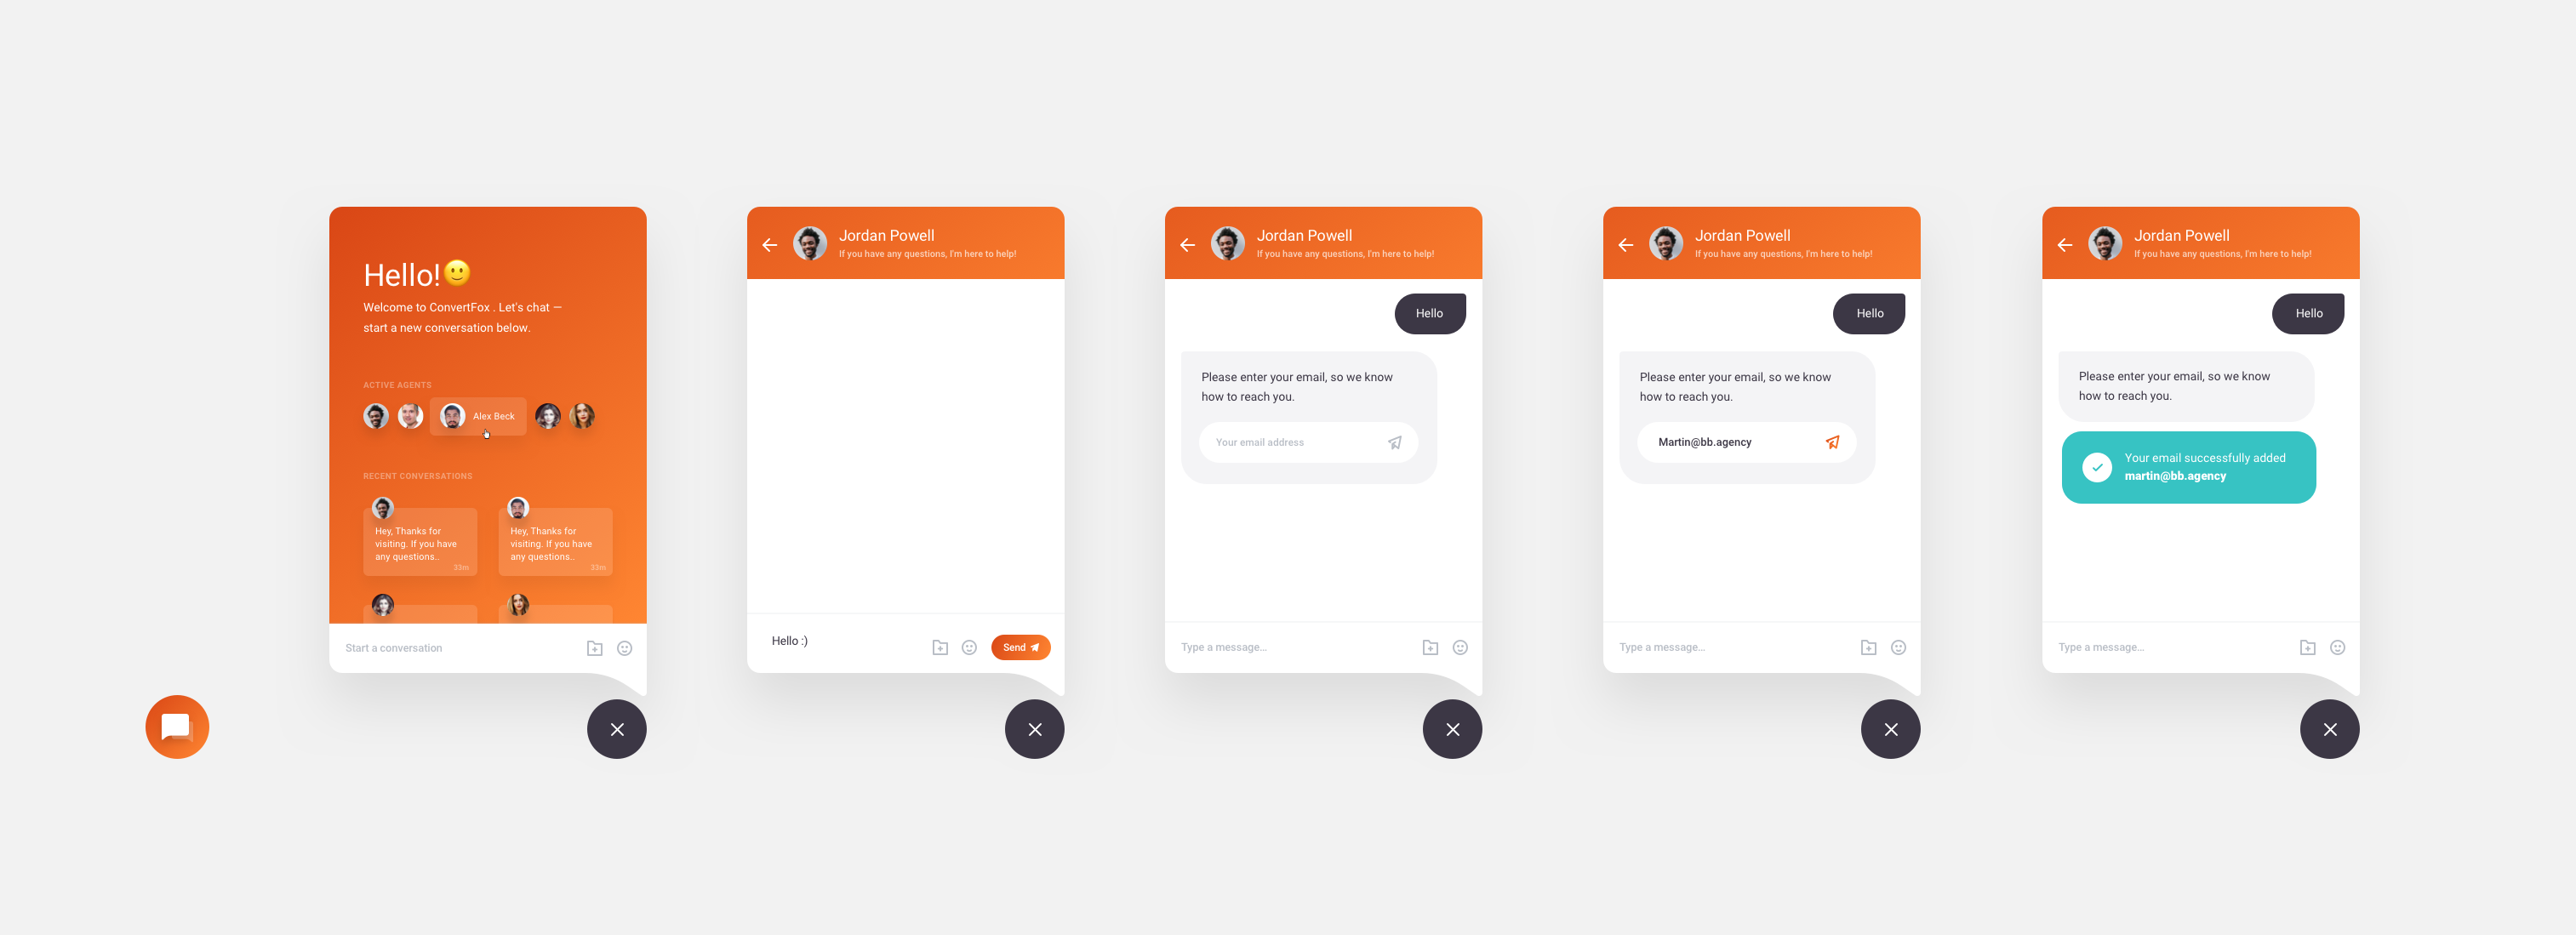 Hello!
Welcome to ConvertFox . Let's chat —
start a new conversation below.
ACTIVE AGENTS
Alex Beck
RECENT CONVERSATIONS
Hey, Thanks for
visiting. If you have
any questions..
33m
Hey, Thanks for
visiting. If you have
any questions..
33m
Start a conversation
Jordan Powell
If you have any questions, I'm here to help!
Hello :)
Send
Jordan Powell
If you have any questions, I'm here to help!
Hello
Please enter your email, so we know
how to reach you.
Your email address
Type a message...
Jordan Powell
If you have any questions, I'm here to help!
Hello
Please enter your email, so we know
how to reach you.
Martin@bb.agency
Type a message...
Jordan Powell
If you have any questions, I'm here to help!
Hello
Please enter your email, so we know
how to reach you.
Your email successfully added
martin@bb.agency
Type a message...